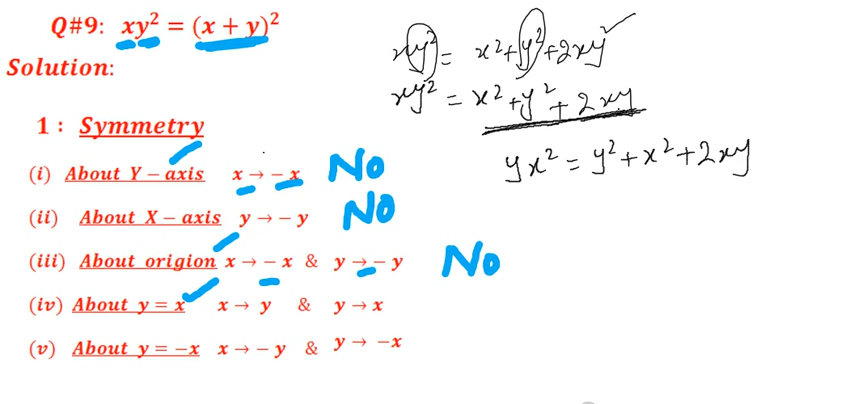 Q#9: xy² = (x + y)²
xy² = x² + y² + 2xy
Solution:
xy² = x² + y² + 2xy
1 : Symmetry
yx² = y² + x² + 2xy
(i) About Y − axis x → − x No
(ii) About X − axis y → − y No
(iii) About origion x → − x & y → − y No
(iv) About y = x x → y & y → x
(v) About y = −x x → − y & y → −x